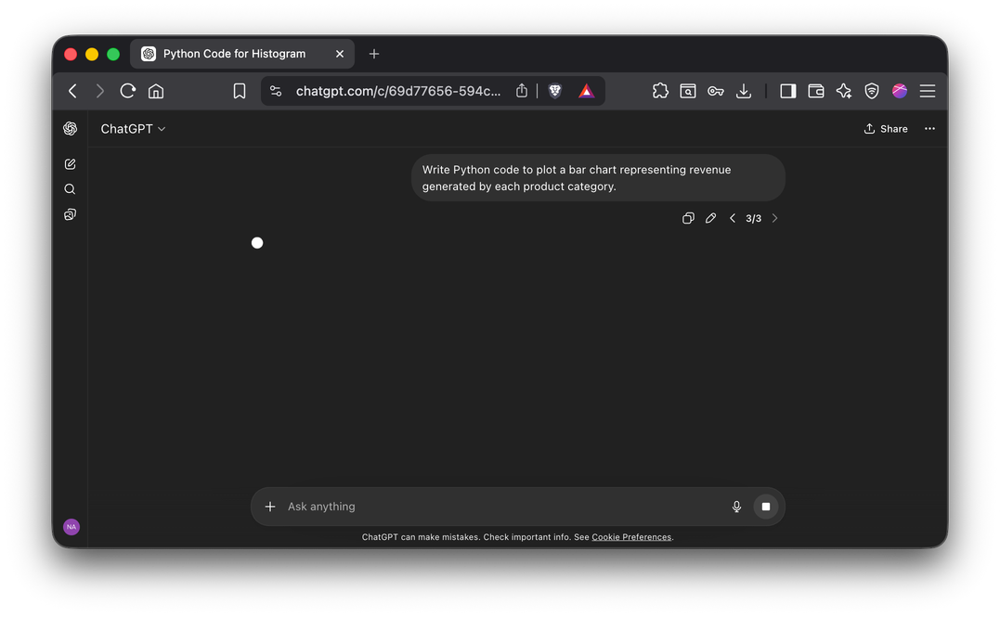 Python Code for Histogram
chatgpt.com/c/69d77656-594c...
ChatGPT
Share
Write Python code to plot a bar chart representing revenue
generated by each product category.
3/3
Ask anything
NA
ChatGPT can make mistakes. Check important info. See Cookie Preferences.